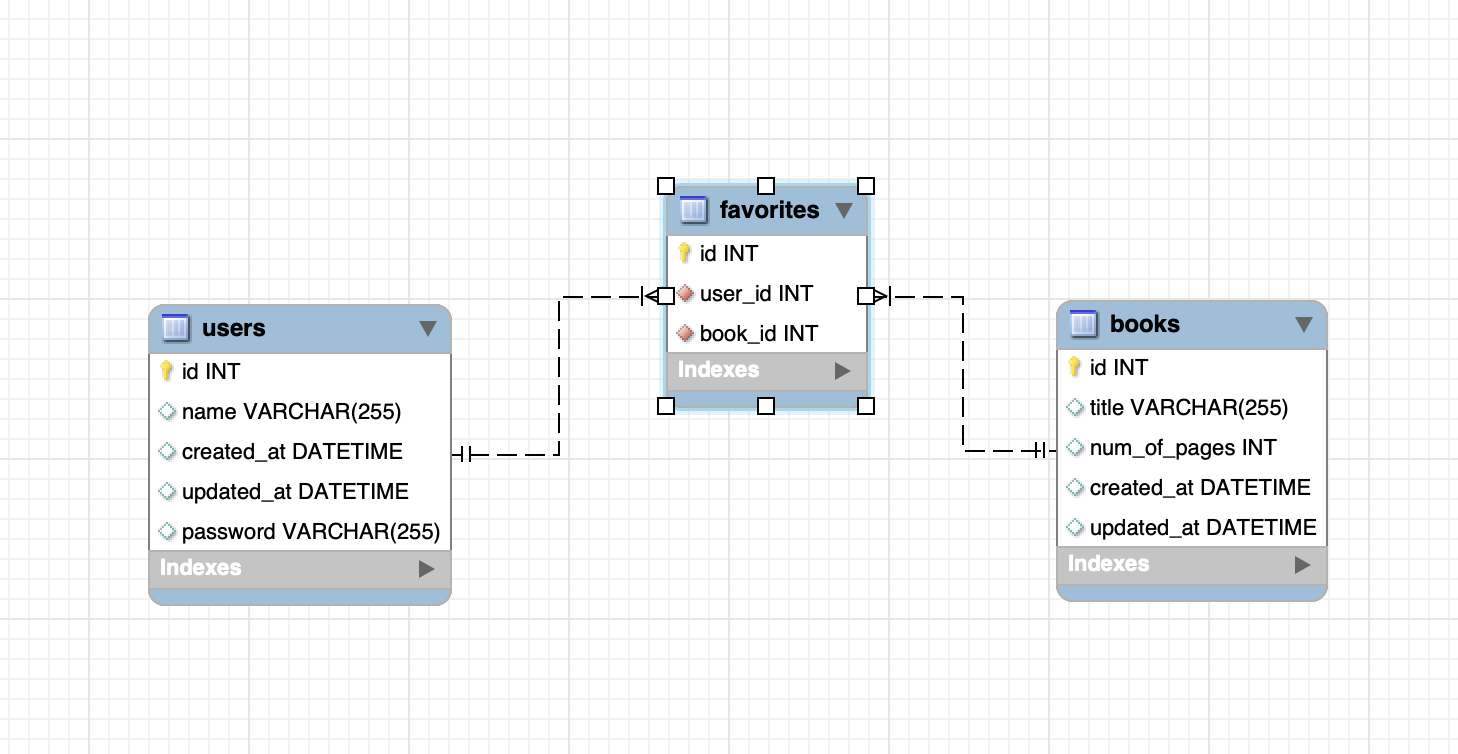 users
id INT
name VARCHAR(255)
created_at DATETIME
updated_at DATETIME
password VARCHAR(255)
Indexes
favorites
id INT
user_id INT
book_id INT
Indexes
books
id INT
title VARCHAR(255)
num_of_pages INT
created_at DATETIME
updated_at DATETIME
Indexes